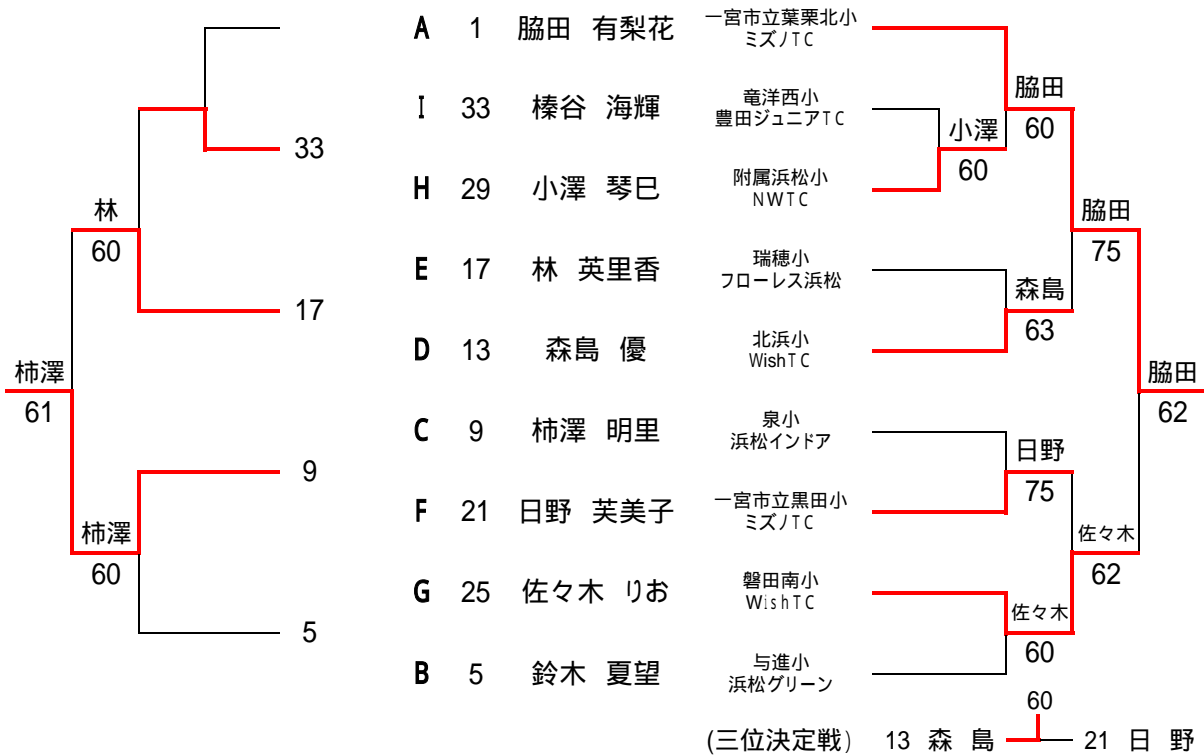 A 1 脇田 有梨花 一宮市立葉栗北小
ミズノTC
脇田
60
I 33 榛谷 海輝 竜洋西小
豊田ジュニアTC
33
小澤
60
H 29 小澤 琴巳 附属浜松小
NWTC
林
60
脇田
75
E 17 林 英里香 瑞穂小
フローレス浜松
17
森島
63
D 13 森島 優 北浜小
WishTC
柿澤
61
脇田
62
C 9 柿澤 明里 泉小
浜松インドア
9
日野
75
F 21 日野 芙美子 一宮市立黒田小
ミズノTC
柿澤
60
佐々木
62
G 25 佐々木 りお 磐田南小
WishTC
5
佐々木
60
B 5 鈴木 夏望 与進小
浜松グリーン
60
(三位決定戦) 13 森 島 21 日 野